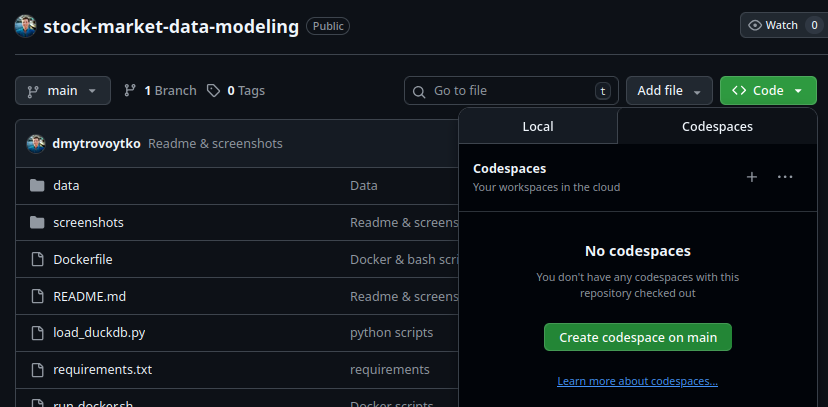 stock-market-data-modeling Public
Watch 0
main 1 Branch 0 Tags
Go to file t
Add file
Code
Local Codespaces
dmytrovoytko Readme & screenshots
data Data
screenshots Readme & screens
Dockerfile Docker & bash scri
README.md Readme & screens
load_duckdb.py python scripts
requirements.txt requirements
run-docker.sh Docker scripts
Codespaces
Your workspaces in the cloud
No codespaces
You don't have any codespaces with this
repository checked out
Create codespace on main
Learn more about codespaces...